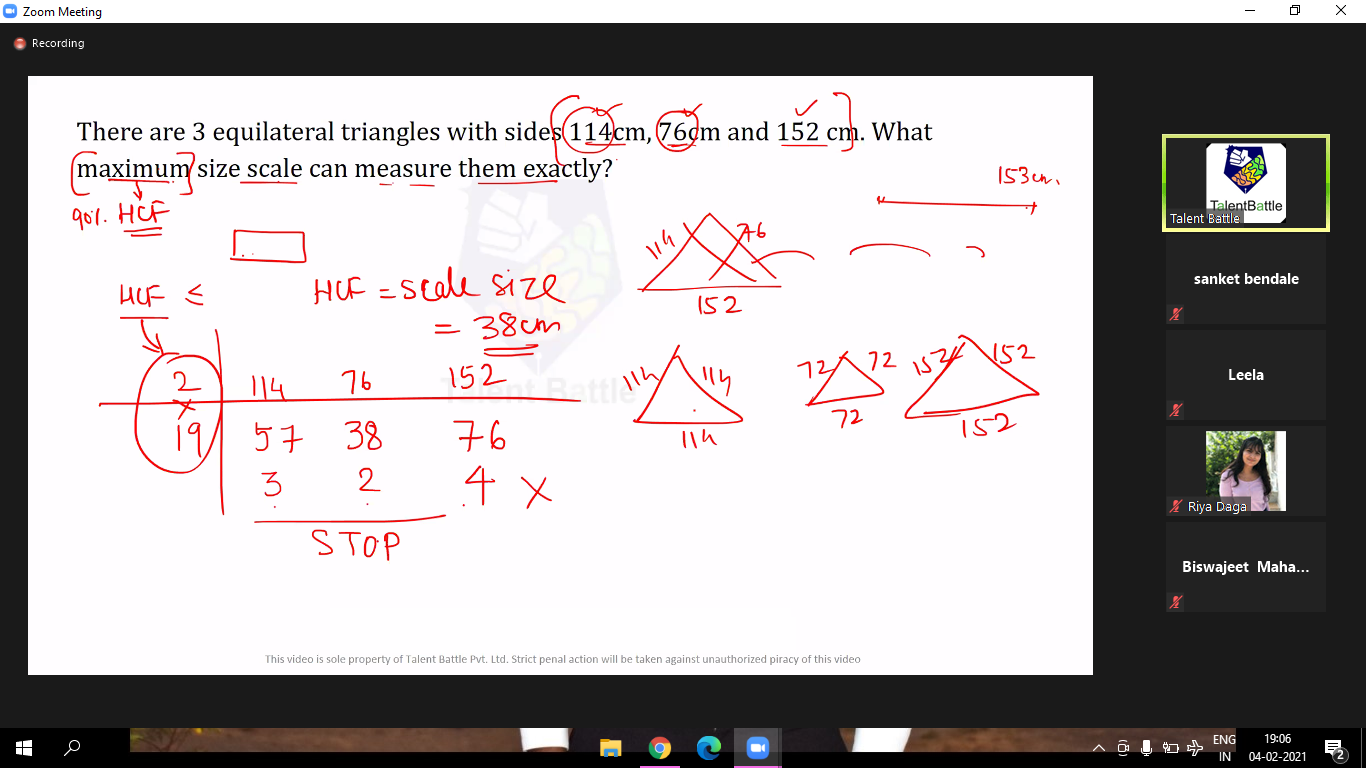 Zoom Meeting
Recording
There are 3 equilateral triangles with sides 114cm, 76cm and 152 cm. What
maximum size scale can measure them exactly?
90%. HCF
153cm.
114 76
152
HCF ≤
HCF = scale size
= 38cm
2 114 76 152
×
19 57 38 76
3 2 4 ×
STOP
114 114
114
72 72
72
152 152
152
Talent Battle
This video is sole property of Talent Battle Pvt. Ltd. Strict penal action will be taken against unauthorized piracy of this video
TalentBattle
Talent Battle
sanket bendale
Leela
Riya Daga
Biswajeet Maha...
ENG
IN
19:06
04-02-2021
2